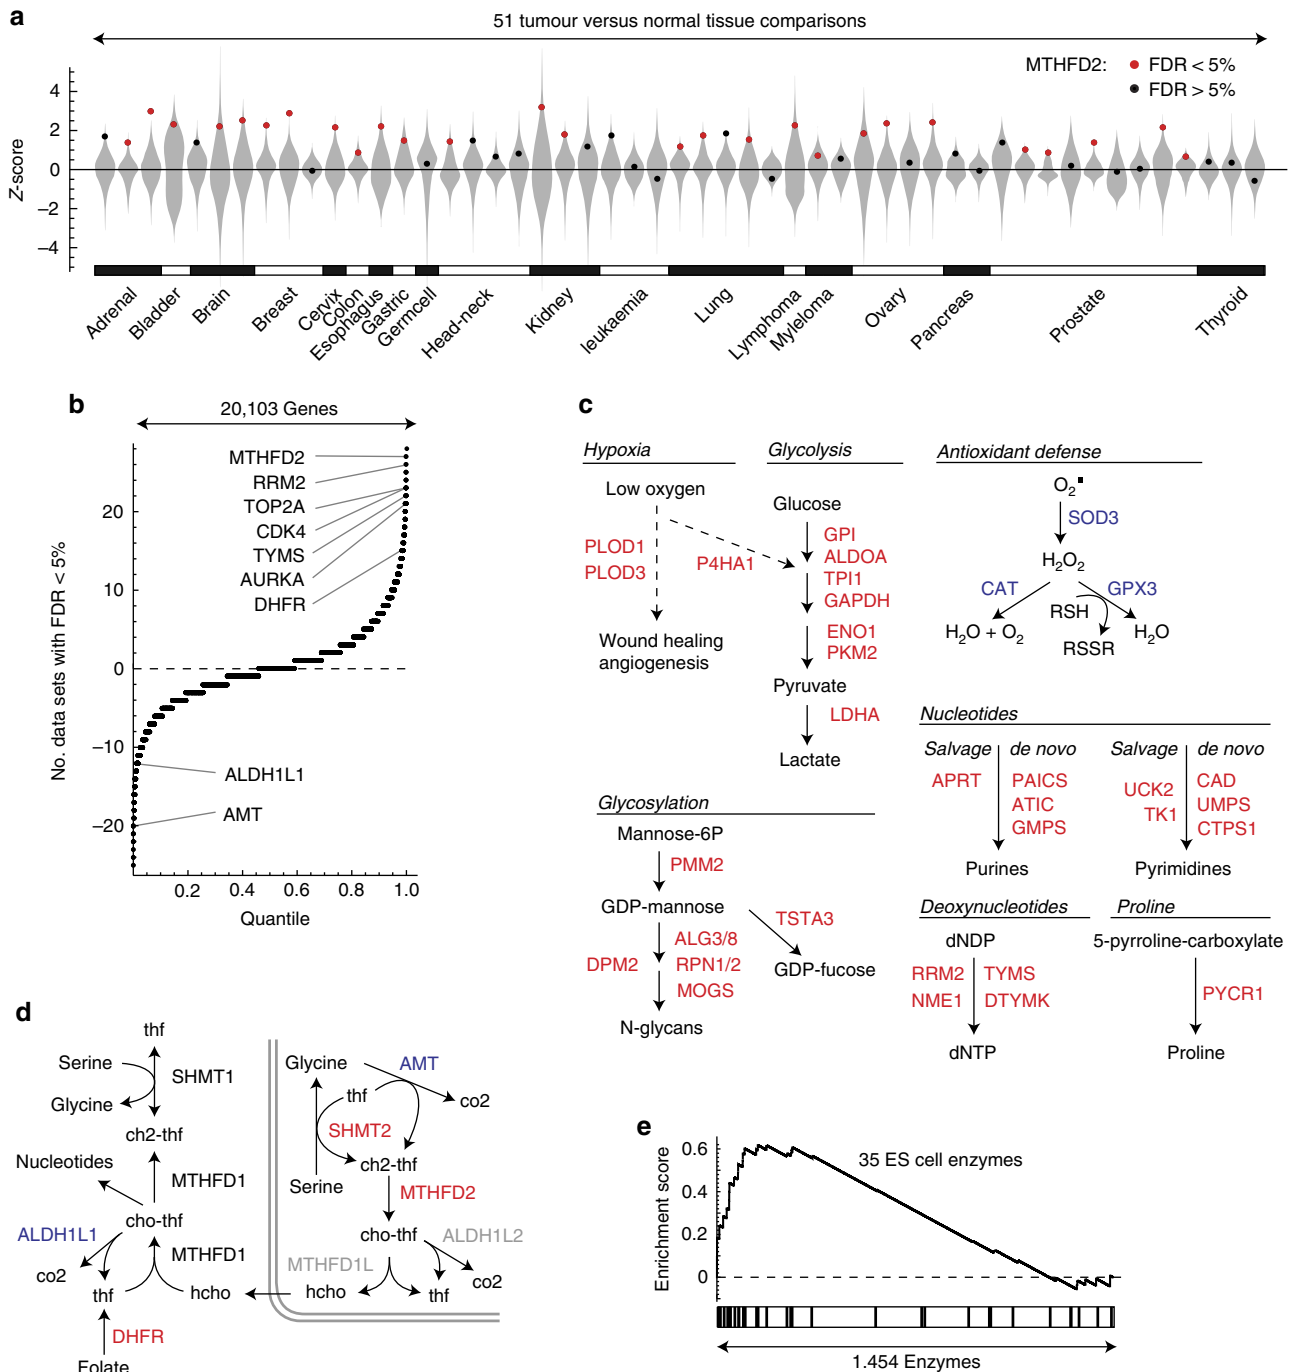 a
51 tumour versus normal tissue comparisons
MTHFD2:
FDR < 5%
FDR > 5%
Z-score
4
2
0
−2
−4
Adrenal
Bladder
Brain
Breast
Cervix
Colon
Esophagus
Gastric
Germcell
Head-neck
Kidney
leukaemia
Lung
Lymphoma
Myleloma
Ovary
Pancreas
Prostate
Thyroid
b
20,103 Genes
No. data sets with FDR < 5%
20
10
0
−10
−20
MTHFD2
RRM2
TOP2A
CDK4
TYMS
AURKA
DHFR
ALDH1L1
AMT
0.2 0.4 0.6 0.8 1.0
Quantile
c
Hypoxia
Low oxygen
PLOD1
PLOD3
P4HA1
Wound healing
angiogenesis
Glycolysis
Glucose
GPI
ALDOA
TPI1
GAPDH
ENO1
PKM2
Pyruvate
LDHA
Lactate
Antioxidant defense
O2▪
SOD3
H2O2
CAT
GPX3
RSH
H2O + O2
H2O
RSSR
Nucleotides
Salvage de novo
APRT
PAICS
ATIC
GMPS
Purines
Salvage de novo
UCK2
TK1
CAD
UMPS
CTPS1
Pyrimidines
Glycosylation
Mannose-6P
PMM2
GDP-mannose
TSTA3
ALG3/8
DPM2
RPN1/2
GDP-fucose
MOGS
N-glycans
Deoxynucleotides
dNDP
RRM2 TYMS
NME1 DTYMK
dNTP
Proline
5-pyrroline-carboxylate
PYCR1
Proline
d
thf
Serine
SHMT1
Glycine
ch2-thf
Nucleotides
MTHFD1
cho-thf
ALDH1L1
MTHFD1
co2
thf
hcho
DHFR
Folate
Glycine
AMT
thf
co2
SHMT2
ch2-thf
Serine
MTHFD2
cho-thf
ALDH1L2
MTHFD1L
co2
hcho
thf
e
Enrichment score
0.6
0.4
0.2
0
35 ES cell enzymes
1.454 Enzymes